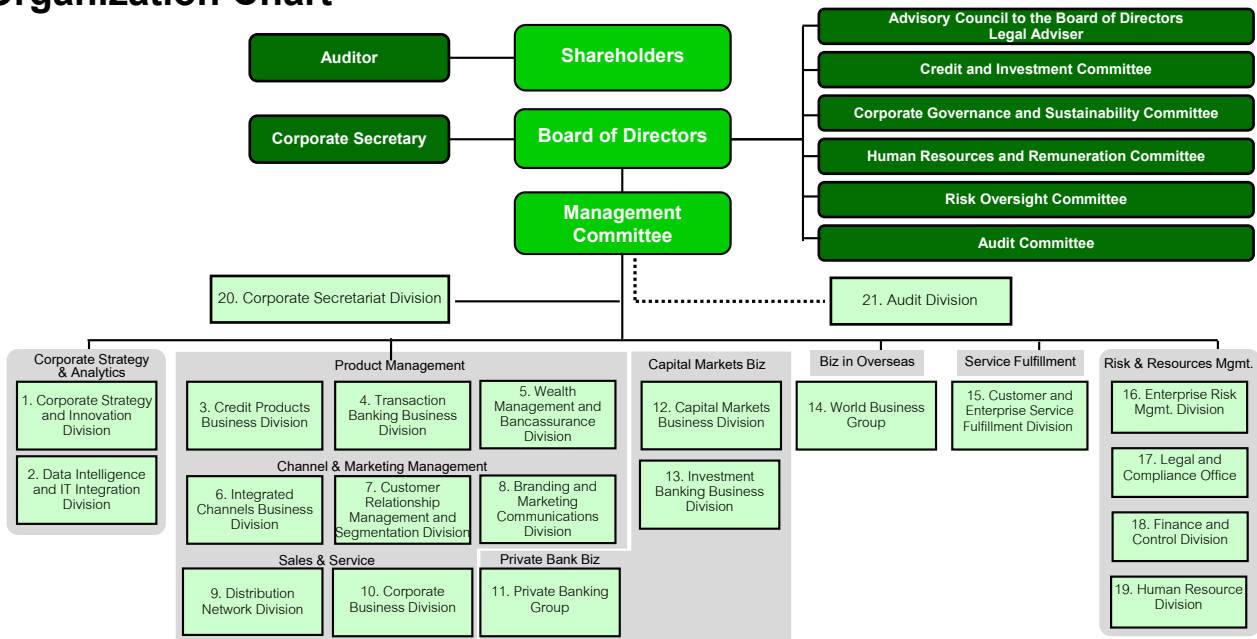 Organization Chart
Auditor
Shareholders
Advisory Council to the Board of Directors
Legal Adviser
Credit and Investment Committee
Corporate Secretary
Board of Directors
Corporate Governance and Sustainability Committee
Human Resources and Remuneration Committee
Management
Committee
Risk Oversight Committee
Audit Committee
20. Corporate Secretariat Division
21. Audit Division
Corporate Strategy
& Analytics
1. Corporate Strategy
and Innovation
Division
2. Data Intelligence
and IT Integration
Division
Product Management
3. Credit Products
Business Division
4. Transaction
Banking Business
Division
5. Wealth
Management and
Bancassurance
Division
Channel & Marketing Management
6. Integrated
Channels Business
Division
7. Customer
Relationship
Management and
Segmentation Division
8. Branding and
Marketing
Communications
Division
Sales & Service
9. Distribution
Network Division
10. Corporate
Business Division
Private Bank Biz
11. Private Banking
Group
Capital Markets Biz
12. Capital Markets
Business Division
13. Investment
Banking Business
Division
Biz in Overseas
14. World Business
Group
Service Fulfillment
15. Customer and
Enterprise Service
Fulfillment Division
Risk & Resources Mgmt.
16. Enterprise Risk
Mgmt. Division
17. Legal and
Compliance Office
18. Finance and
Control Division
19. Human Resource
Division